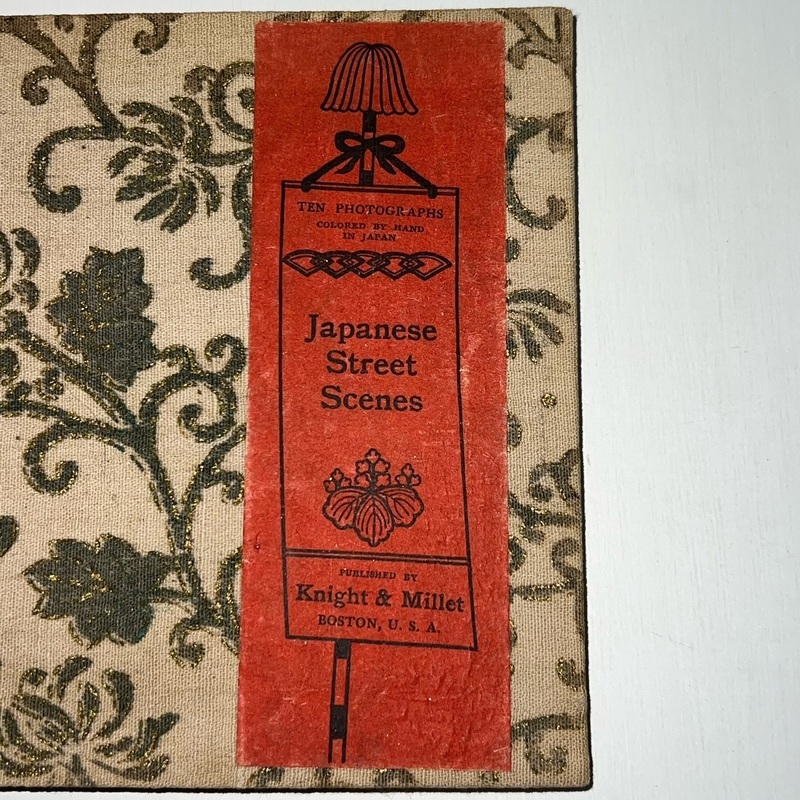 TEN PHOTOGRAPHS
COLORED BY HAND
IN JAPAN
Japanese
Street
Scenes
PUBLISHED BY
Knight & Millet
BOSTON, U. S. A.